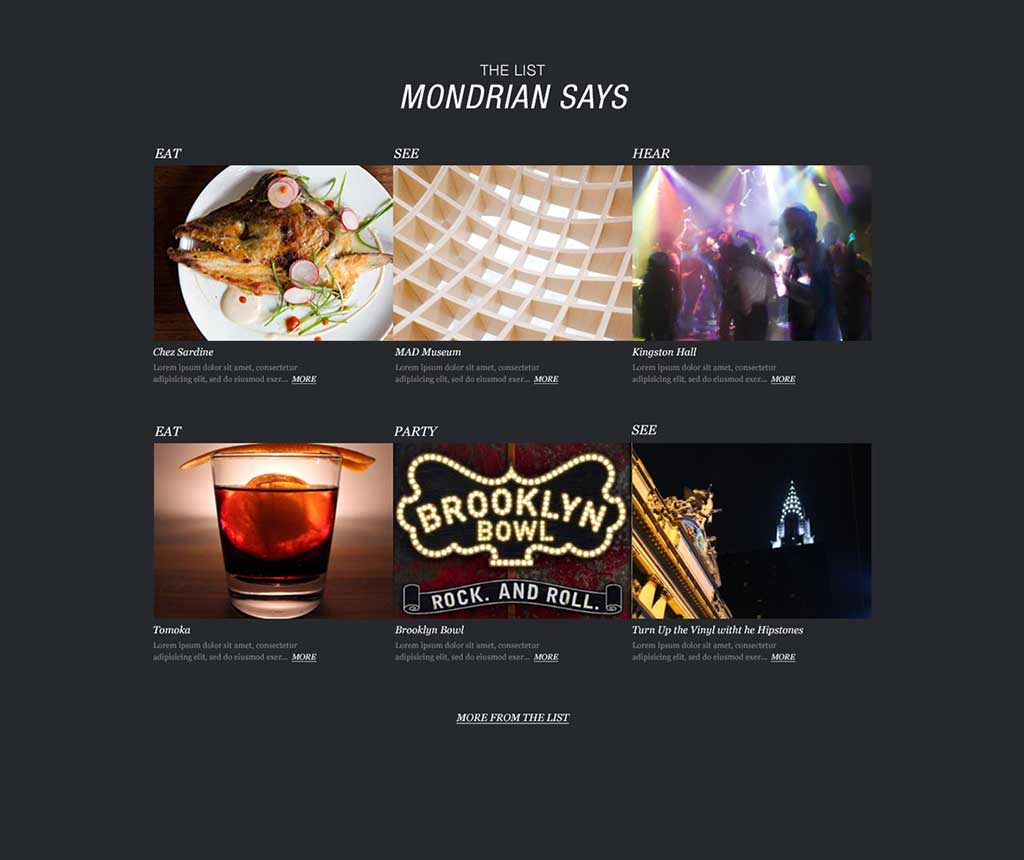 THE LIST
MONDRIAN SAYS
EAT
SEE
HEAR
Chez Sardine
Lorem ipsum dolor sit amet, consectetur
adipisicing elit, sed do eiusmod exer... MORE
MAD Museum
Lorem ipsum dolor sit amet, consectetur
adipisicing elit, sed do eiusmod exer... MORE
Kingston Hall
Lorem ipsum dolor sit amet, consectetur
adipisicing elit, sed do eiusmod exer... MORE
EAT
PARTY
SEE
BROOKLYN
BOWL
ROCK. AND ROLL.
Tomoka
Lorem ipsum dolor sit amet, consectetur
adipisicing elit, sed do eiusmod exer... MORE
Brooklyn Bowl
Lorem ipsum dolor sit amet, consectetur
adipisicing elit, sed do eiusmod exer... MORE
Turn Up the Vinyl witht he Hipstones
Lorem ipsum dolor sit amet, consectetur
adipisicing elit, sed do eiusmod exer... MORE
MORE FROM THE LIST